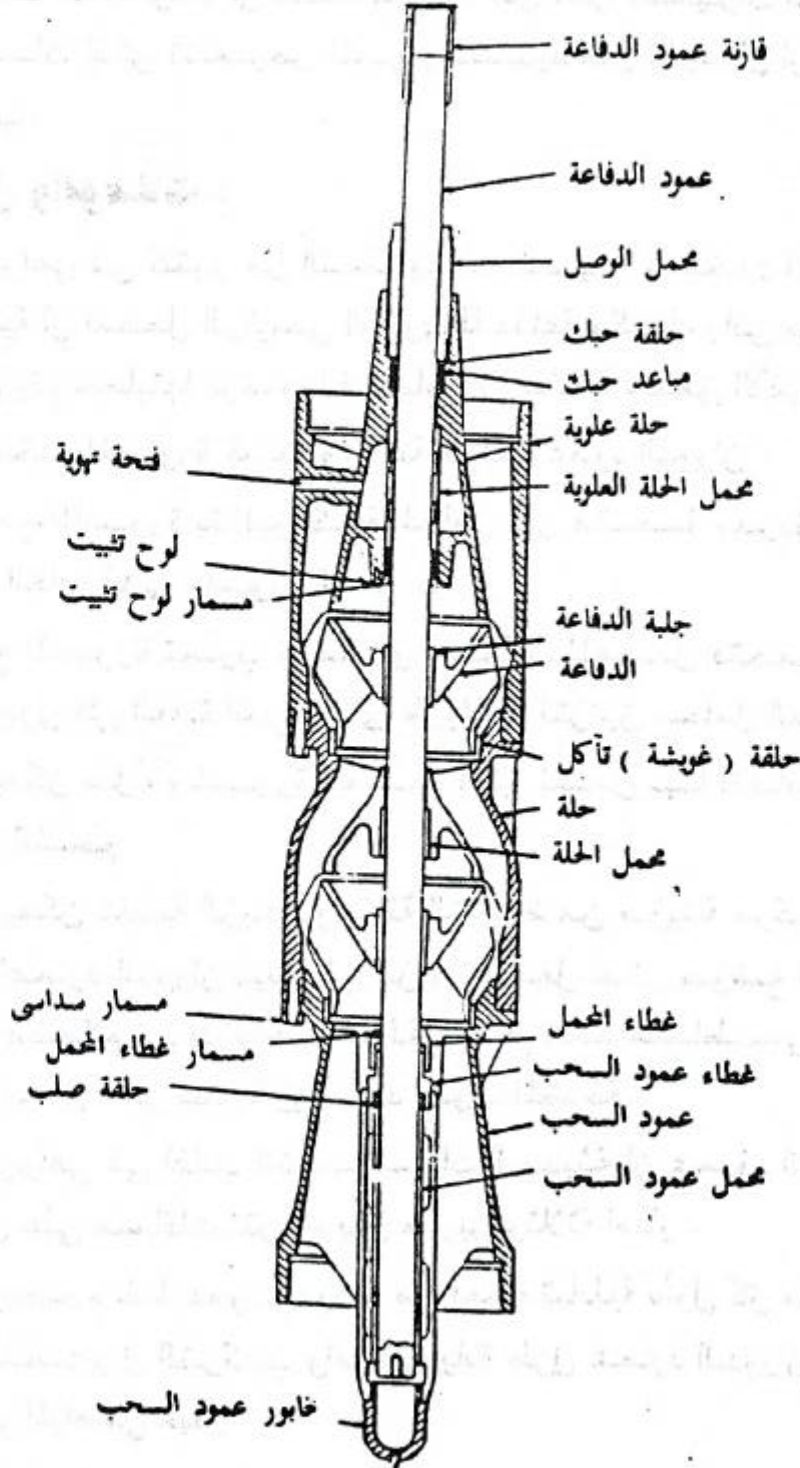 قارنة عمود الدفاعة
عمود الدفاعة
محمل الوصل
حلقة حبك
مباعد حبك
حلة علوية
فتحة تهوية
محمل الحلة العلوية
لوح تثبيت
مسمار لوح تثبيت
جلبة الدفاعة
الدفاعة
حلقة ( غويشة ) تآكل
حلة
محمل الحلة
مسمار مداسى
غطاء المحمل
مسمار غطاء المحمل
غطاء عمود السحب
حلقة صلب
عمود السحب
محمل عمود السحب
خابور عمود السحب